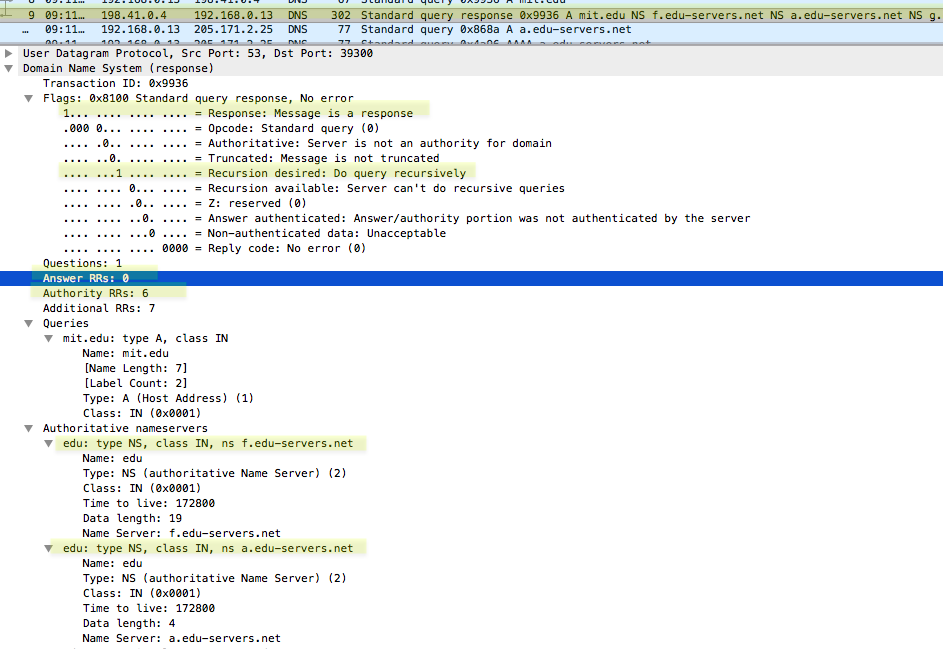 9 09:11… 198.41.0.4 192.168.0.13 DNS 302 Standard query response 0x9936 A mit.edu NS f.edu-servers.net NS a.edu-servers.net NS g.
… 09:11… 192.168.0.13 205.171.2.25 DNS 77 Standard query 0x868a A a.edu-servers.net
User Datagram Protocol, Src Port: 53, Dst Port: 39300
Domain Name System (response)
Transaction ID: 0x9936
Flags: 0x8100 Standard query response, No error
1... .... .... .... = Response: Message is a response
.000 0... .... .... = Opcode: Standard query (0)
.... .0.. .... .... = Authoritative: Server is not an authority for domain
.... ..0. .... .... = Truncated: Message is not truncated
.... ...1 .... .... = Recursion desired: Do query recursively
.... .... 0... .... = Recursion available: Server can't do recursive queries
.... .... .0.. .... = Z: reserved (0)
.... .... ..0. .... = Answer authenticated: Answer/authority portion was not authenticated by the server
.... .... ...0 .... = Non-authenticated data: Unacceptable
.... .... .... 0000 = Reply code: No error (0)
Questions: 1
Answer RRs: 0
Authority RRs: 6
Additional RRs: 7
Queries
mit.edu: type A, class IN
Name: mit.edu
[Name Length: 7]
[Label Count: 2]
Type: A (Host Address) (1)
Class: IN (0x0001)
Authoritative nameservers
edu: type NS, class IN, ns f.edu-servers.net
Name: edu
Type: NS (authoritative Name Server) (2)
Class: IN (0x0001)
Time to live: 172800
Data length: 19
Name Server: f.edu-servers.net
edu: type NS, class IN, ns a.edu-servers.net
Name: edu
Type: NS (authoritative Name Server) (2)
Class: IN (0x0001)
Time to live: 172800
Data length: 4
Name Server: a.edu-servers.net